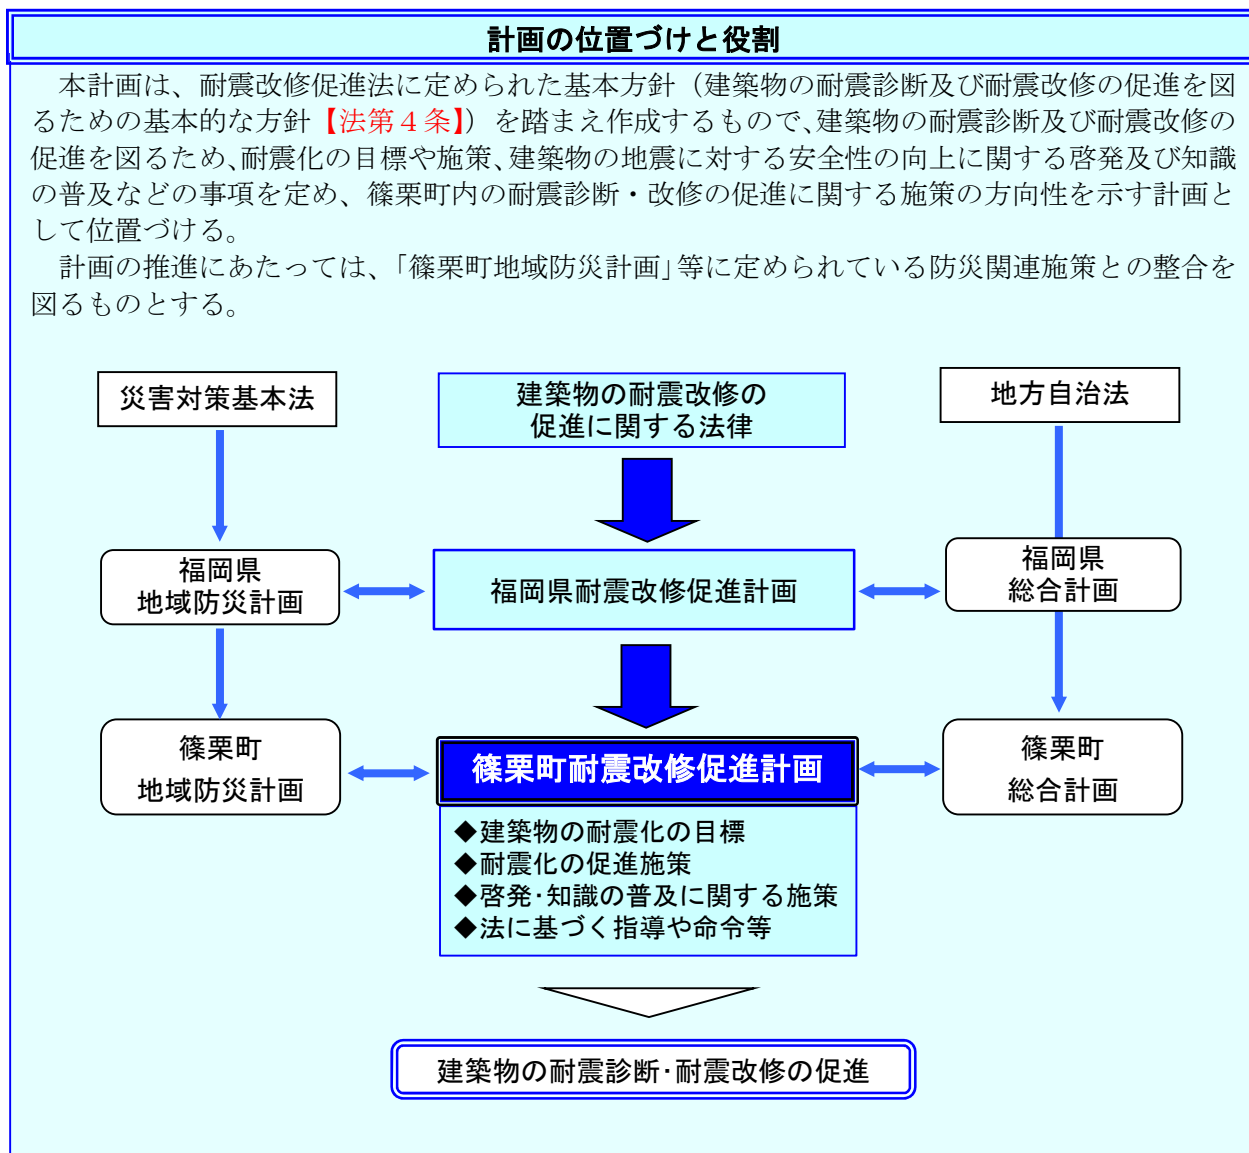 計画の位置づけと役割
本計画は、耐震改修促進法に定められた基本方針（建築物の耐震診断及び耐震改修の促進を図
るための基本的な方針【法第４条】）を踏まえ作成するもので、建築物の耐震診断及び耐震改修の
促進を図るため、耐震化の目標や施策、建築物の地震に対する安全性の向上に関する啓発及び知識
の普及などの事項を定め、篠栗町内の耐震診断・改修の促進に関する施策の方向性を示す計画と
して位置づける。
計画の推進にあたっては、「篠栗町地域防災計画」等に定められている防災関連施策との整合を
図るものとする。
災害対策基本法
建築物の耐震改修の
促進に関する法律
地方自治法
福岡県
地域防災計画
福岡県耐震改修促進計画
福岡県
総合計画
篠栗町
地域防災計画
篠栗町耐震改修促進計画
篠栗町
総合計画
◆建築物の耐震化の目標
◆耐震化の促進施策
◆啓発･知識の普及に関する施策
◆法に基づく指導や命令等
建築物の耐震診断･耐震改修の促進